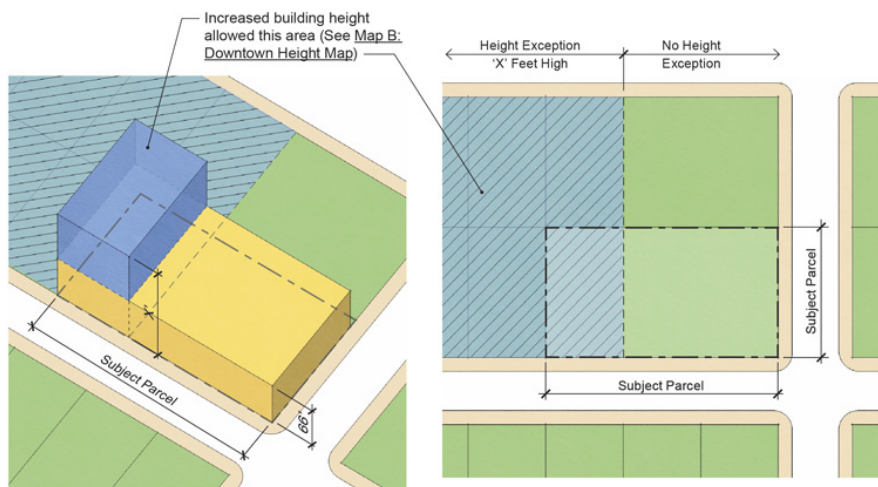 Increased building height
allowed this area (See Map B:
Downtown Height Map)
'X'
Subject Parcel
66'
Height Exception
'X' Feet High
No Height
Exception
Subject Parcel
Subject Parcel